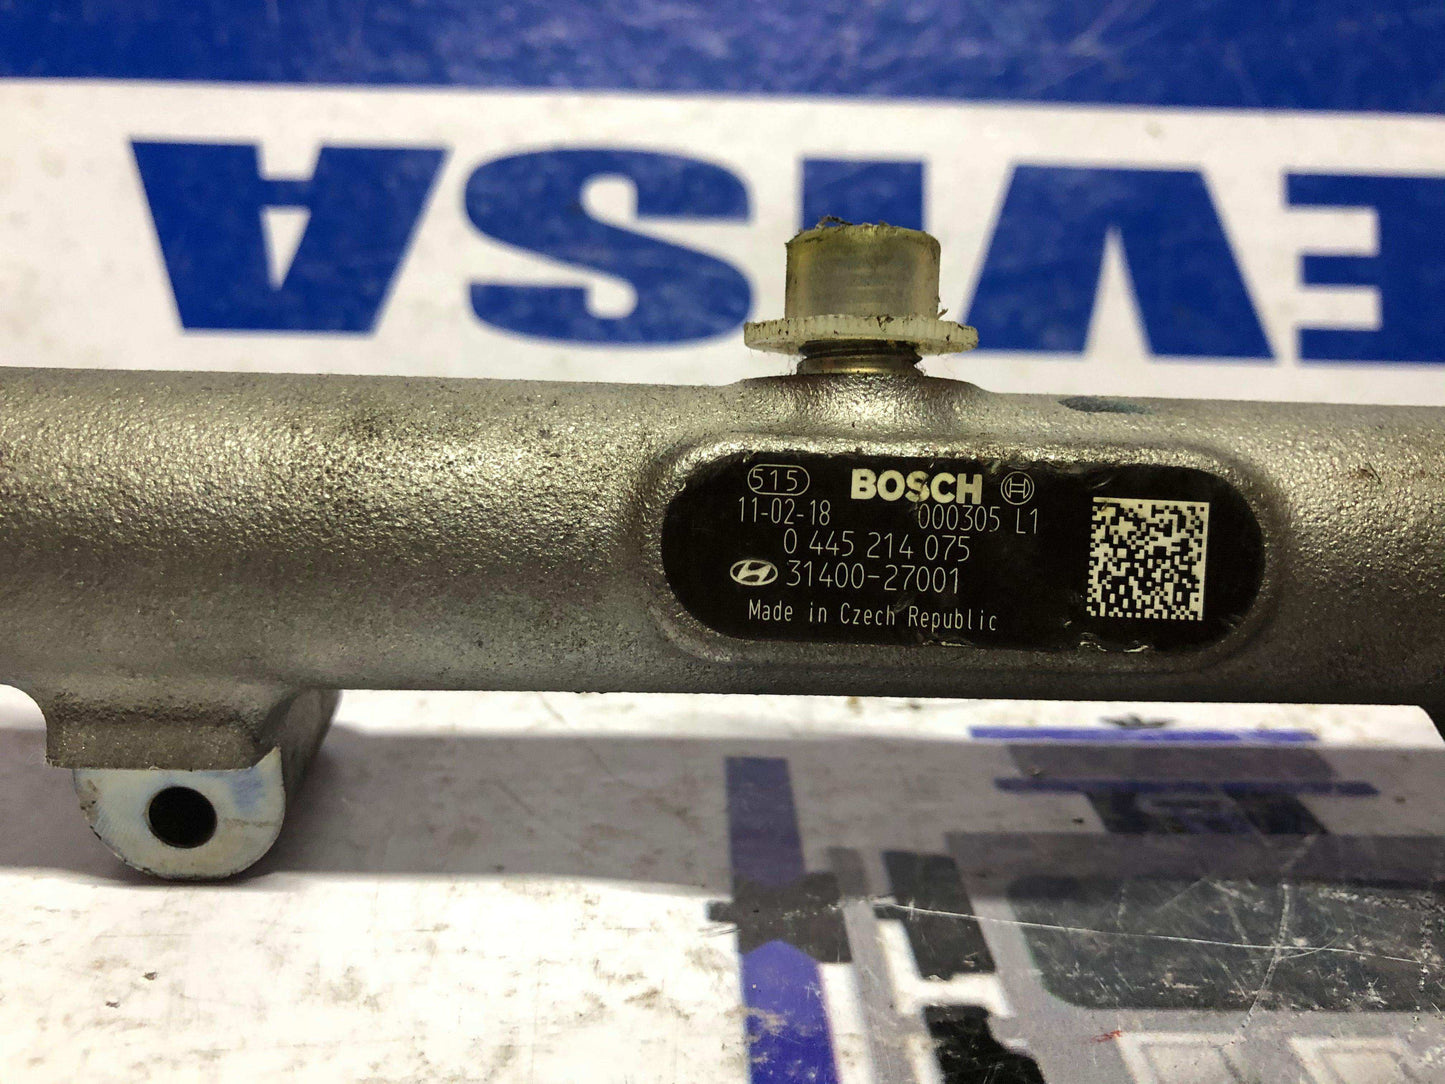 EVISA
515 BOSCH
11-02-18 000305 L1
0 445 214 075
31400-27001
Made in Czech Republic